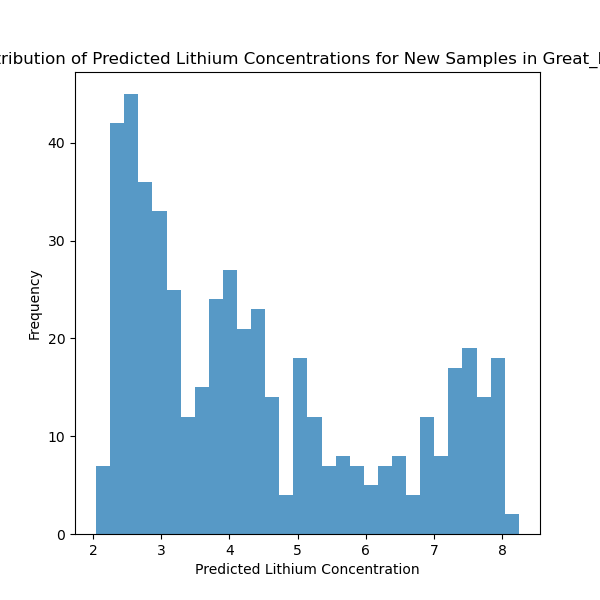 tribution of Predicted Lithium Concentrations for New Samples in Great_
40
30
20
10
0
Frequency
2 3 4 5 6 7 8
Predicted Lithium Concentration